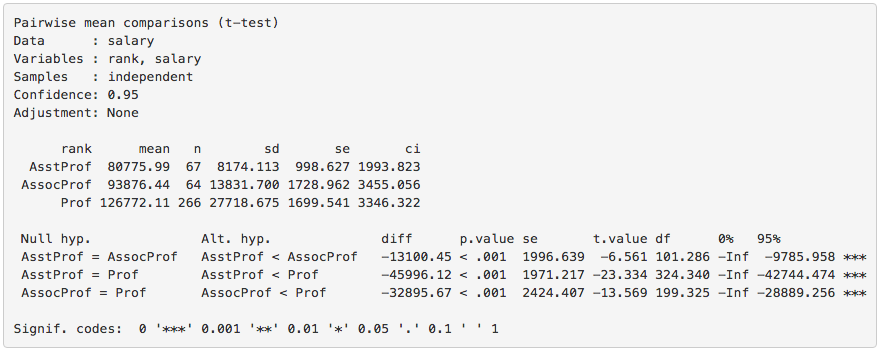 Pairwise mean comparisons (t-test)
Data      : salary
Variables : rank, salary
Samples   : independent
Confidence: 0.95
Adjustment: None
      rank      mean   n        sd       se       ci
  AsstProf  80775.99  67  8174.113  998.627 1993.823
 AssocProf  93876.44  64 13831.700 1728.962 3455.056
      Prof 126772.11 266 27718.675 1699.541 3346.322
 Null hyp.              Alt. hyp.              diff      p.value se       t.value df      0%   95%
 AsstProf = AssocProf   AsstProf < AssocProf   -13100.45 < .001  1996.639  -6.561 101.286 -Inf  -9785.958 ***
 AsstProf = Prof        AsstProf < Prof        -45996.12 < .001  1971.217 -23.334 324.340 -Inf -42744.474 ***
 AssocProf = Prof       AssocProf < Prof       -32895.67 < .001  2424.407 -13.569 199.325 -Inf -28889.256 ***
Signif. codes:  0 '***' 0.001 '**' 0.01 '*' 0.05 '.' 0.1 ' ' 1